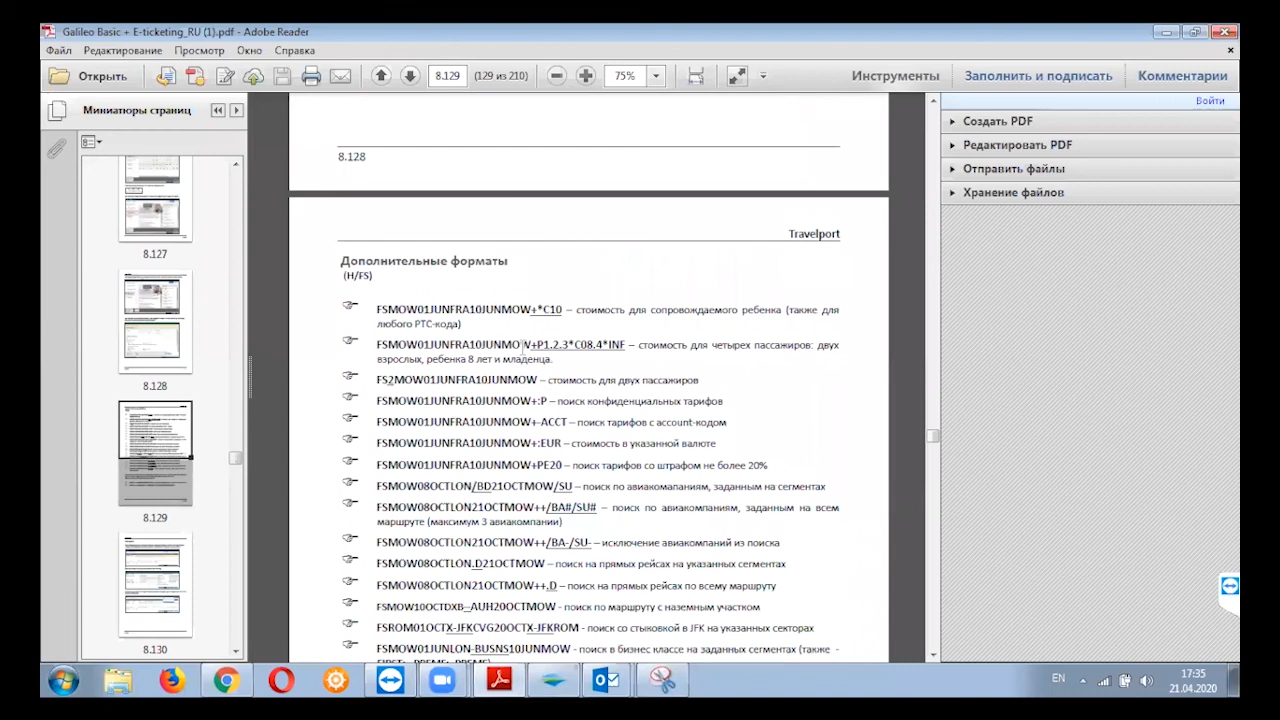 Galileo Basic + E-ticketing_RU (1).pdf - Adobe Reader
Файл Редактирование Просмотр Окно Справка
Открыть 8.129 (129 из 210) 75% Инструменты Заполнить и подписать Комментарии
Миниатюры страниц
Войти
Создать PDF
Редактировать PDF
Отправить файлы
Хранение файлов
8.127
8.128
8.129
8.130
8.128
Travelport
Дополнительные форматы
(H/FS)
FSMOW01JUNFRA10JUNMOW+*C10 – стоимость для сопровождаемого ребенка (также для
любого PTC-кода)
FSMOW01JUNFRA10JUNMOW+P1.2.3*C08.4*INF – стоимость для четырех пассажиров: двух
взрослых, ребенка 8 лет и младенца.
FS2MOW01JUNFRA10JUNMOW – стоимость для двух пассажиров
FSMOW01JUNFRA10JUNMOW+:P – поиск конфиденциальных тарифов
FSMOW01JUNFRA10JUNMOW+-ACCT – поиск тарифов с account-кодом
FSMOW01JUNFRA10JUNMOW+:EUR – стоимость в указанной валюте
FSMOW01JUNFRA10JUNMOW+PE20 – поиск тарифов со штрафом не более 20%
FSMOW08OCTLON/BD21OCTMOW/SU – поиск по авиакомапаниям, заданным на сегментах
FSMOW08OCTLON21OCTMOW++/BA#/SU# – поиск по авиакомпаниям, заданным на всем
маршруте (максимум 3 авиакомпании)
FSMOW08OCTLON21OCTMOW++/BA-/SU- – исключение авиакомпаний из поиска
FSMOW08OCTLON.D21OCTMOW – поиск на прямых рейсах на указанных сегментах
FSMOW08OCTLON21OCTMOW++.D – поиск на прямых рейсах по всему маршруту
FSMOW10OCTDXB--AUH20OCTMOW - поиск по маршруту с наземным участком
FSROM01OCTX-JFKCVG20OCTX-JFKROM - поиск со стыковкой в JFK на указанных секторах
FSMOW01JUNLON-BUSNS10JUNMOW - поиск в бизнес классе на заданных сегментах (также -
EN 17:35
21.04.2020